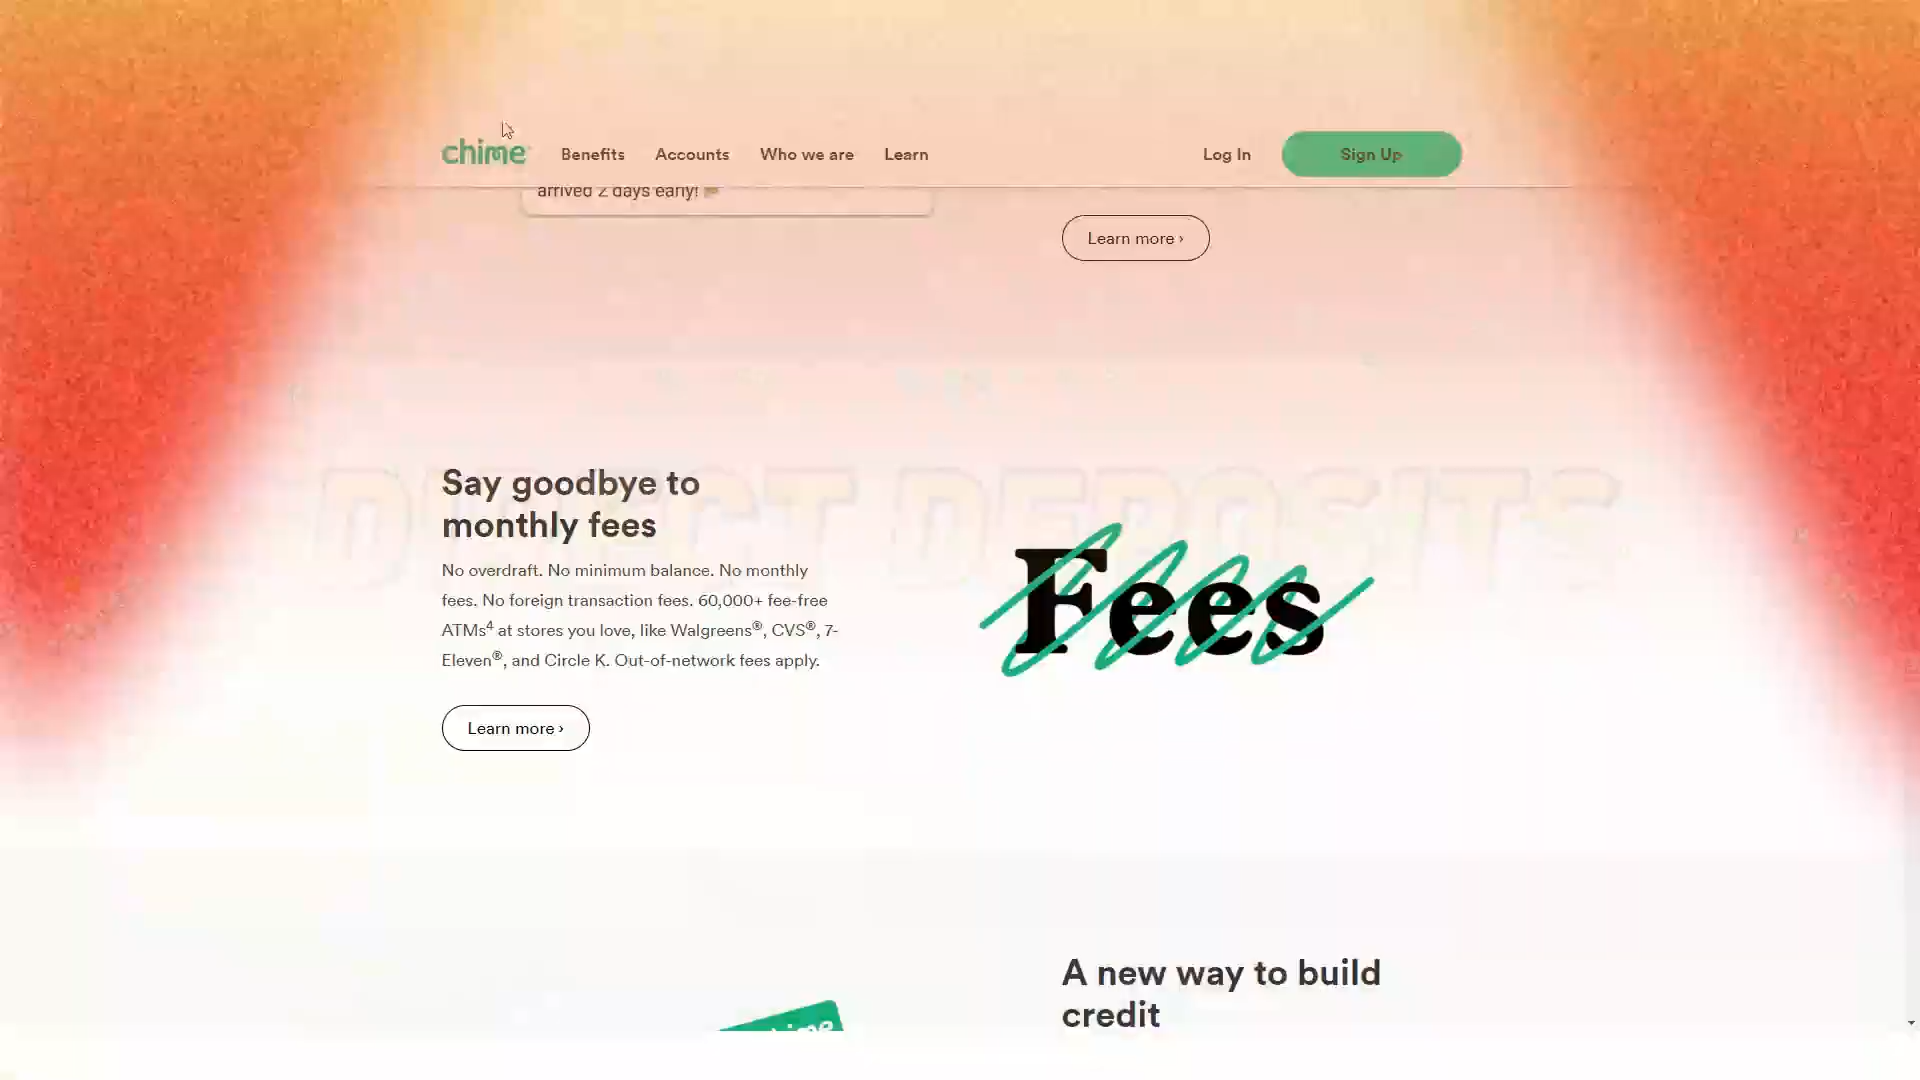 chime
Benefits
Accounts
Who we are
Learn
Log In
Sign Up
arrived 2 days early!
Learn more ›
DIRECT DEPOSITS
Say goodbye to
monthly fees
No overdraft. No minimum balance. No monthly
fees. No foreign transaction fees. 60,000+ fee-free
ATMs⁴ at stores you love, like Walgreens®, CVS®, 7-
Eleven®, and Circle K. Out-of-network fees apply.
Learn more ›
Fees
A new way to build
credit